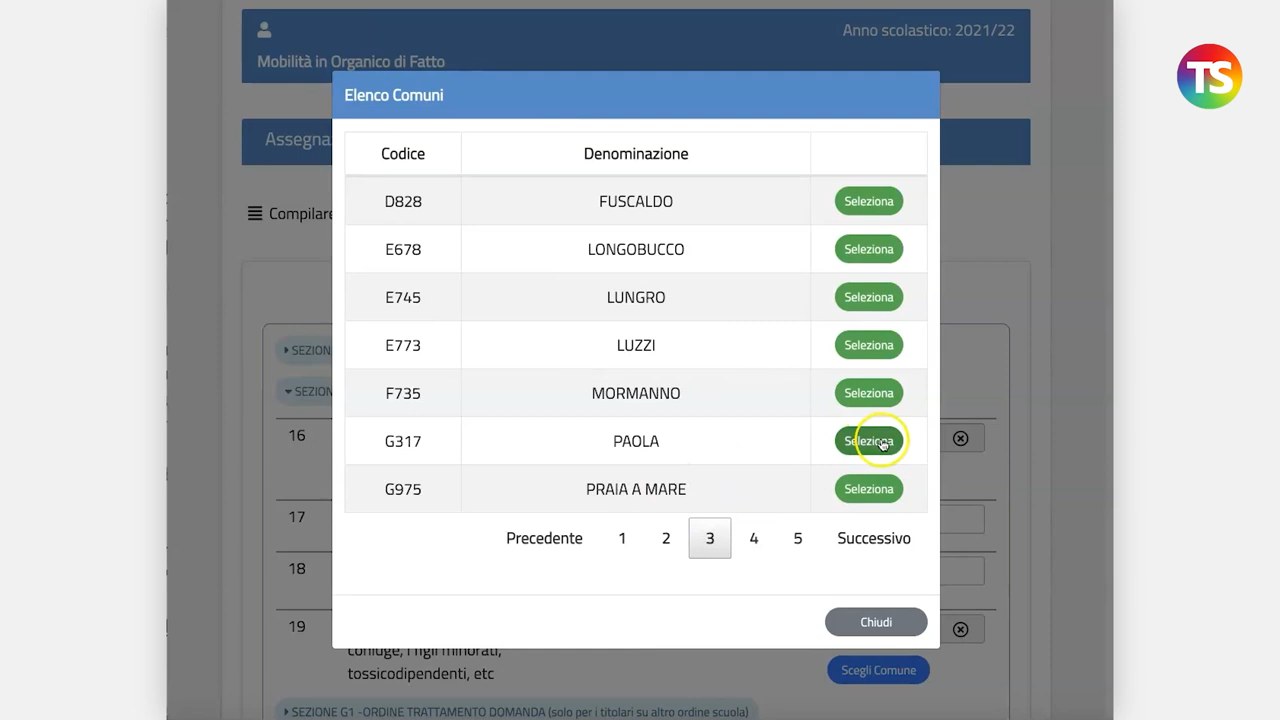 Anno scolastico: 2021/22
Mobilità in Organico di Fatto
TS
Elenco Comuni
Assegna
Codice Denominazione
D828 FUSCALDO Seleziona
Compilare
E678 LONGOBUCCO Seleziona
E745 LUNGRO Seleziona
E773 LUZZI Seleziona
SEZION
F735 MORMANNO Seleziona
SEZION
16
G317 PAOLA Seleziona
G975 PRAIA A MARE Seleziona
17
Precedente 1 2 3 4 5 Successivo
18
19
Chiudi
coniuge, i figli minorati,
tossicodipendenti, etc
Scegli Comune
SEZIONE G1 -ORDINE TRATTAMENTO DOMANDA (solo per i titolari su altro ordine scuola)